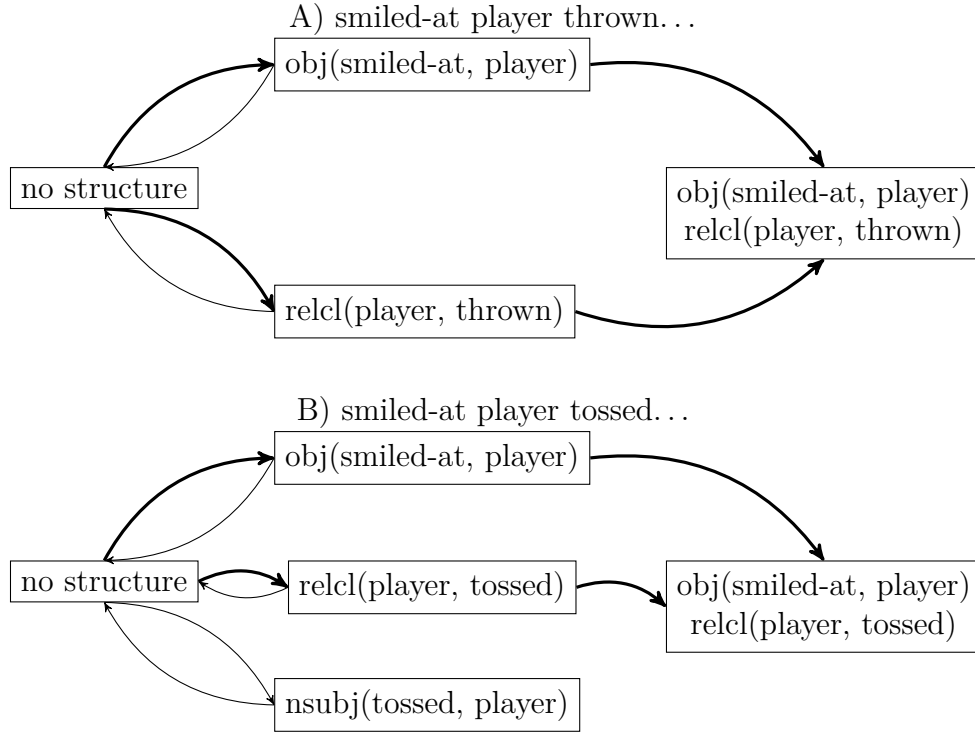 A) smiled-at player thrown...
obj(smiled-at, player)
no structure
obj(smiled-at, player)
relcl(player, thrown)
relcl(player, thrown)
B) smiled-at player tossed...
obj(smiled-at, player)
no structure
relcl(player, tossed)
obj(smiled-at, player)
relcl(player, tossed)
nsubj(tossed, player)